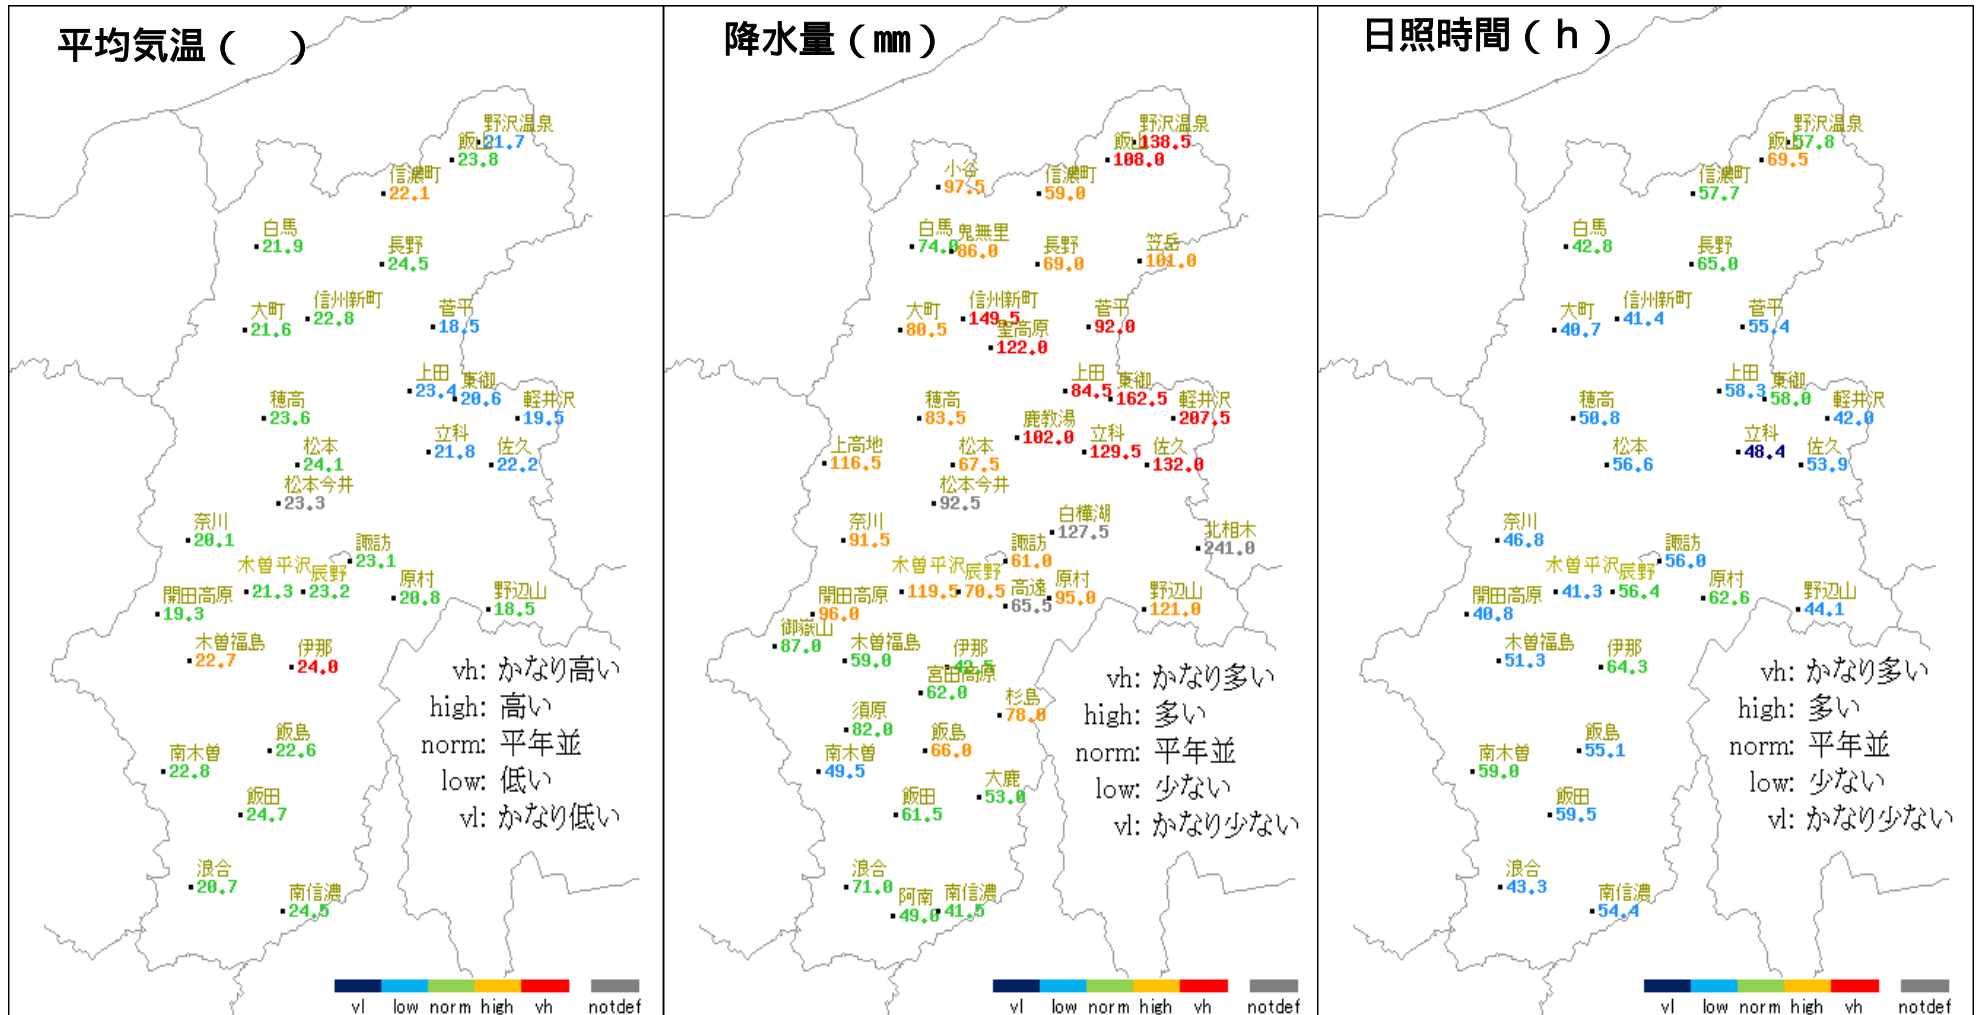 平均気温（　）
野沢温泉
飯山 21.7
23.8
信濃町
22.1
白馬
21.9
長野
24.5
信州新町
22.8
大町
21.6
菅平
18.5
上田
23.4
東御
20.6
軽井沢
19.5
穂高
23.6
立科
21.8
佐久
22.2
松本
24.1
松本今井
23.3
奈川
20.1
諏訪
23.1
木曽平沢
21.3
辰野
23.2
原村
20.8
野辺山
18.5
開田高原
19.3
木曽福島
22.7
伊那
24.0
飯島
22.6
南木曽
22.8
飯田
24.7
浪合
20.7
南信濃
24.5
vh: かなり高い
high: 高い
norm: 平年並
low: 低い
vl: かなり低い
vl low norm high vh notdef
降水量（㎜）
野沢温泉
飯山 138.5
108.0
小谷
97.5
信濃町
59.0
白馬
74.0
鬼無里
86.0
長野
69.0
笠岳
101.0
大町
80.5
信州新町
149.5
聖高原
122.0
菅平
92.0
上田
84.5
東御
162.5
軽井沢
207.5
穂高
83.5
鹿教湯
102.0
立科
129.5
佐久
132.0
上高地
116.5
松本
67.5
松本今井
92.5
白樺湖
127.5
北相木
241.0
奈川
91.5
諏訪
61.0
木曽平沢
119.5
辰野
70.5
高遠
65.5
原村
95.0
野辺山
121.0
開田高原
96.0
御嶽山
87.0
木曽福島
59.0
伊那
42.5
宮田高原
62.0
杉島
78.0
須原
82.0
飯島
66.0
南木曽
49.5
大鹿
53.0
飯田
61.5
浪合
71.0
阿南
49.0
南信濃
41.5
vh: かなり多い
high: 多い
norm: 平年並
low: 少ない
vl: かなり少ない
vl low norm high vh notdef
日照時間（ｈ）
野沢温泉
飯山 57.8
69.5
信濃町
57.7
白馬
42.8
長野
65.0
信州新町
41.4
大町
40.7
菅平
55.4
上田
58.3
東御
58.0
軽井沢
42.0
穂高
50.8
立科
48.4
佐久
53.9
松本
56.6
奈川
46.8
諏訪
56.0
木曽平沢
41.3
辰野
56.4
原村
62.6
野辺山
44.1
開田高原
40.8
木曽福島
51.3
伊那
64.3
飯島
55.1
南木曽
59.0
飯田
59.5
浪合
43.3
南信濃
54.4
vh: かなり多い
high: 多い
norm: 平年並
low: 少ない
vl: かなり少ない
vl low norm high vh notdef